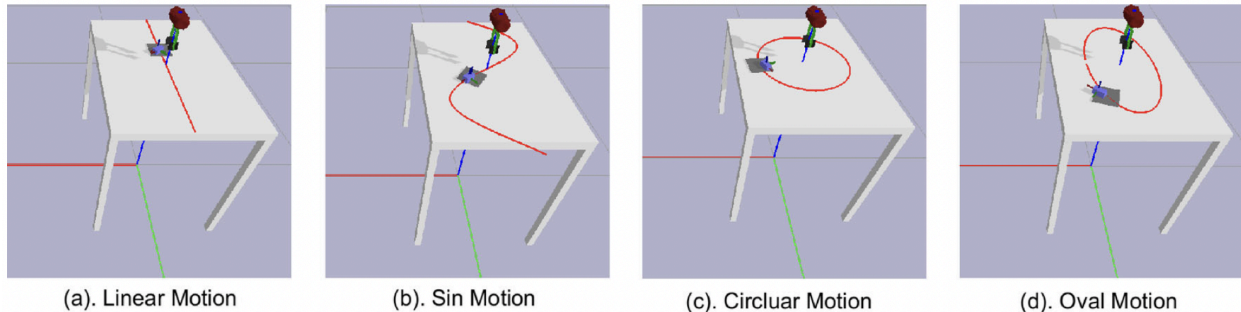 (a). Linear Motion
(b). Sin Motion
(c). Circluar Motion
(d). Oval Motion